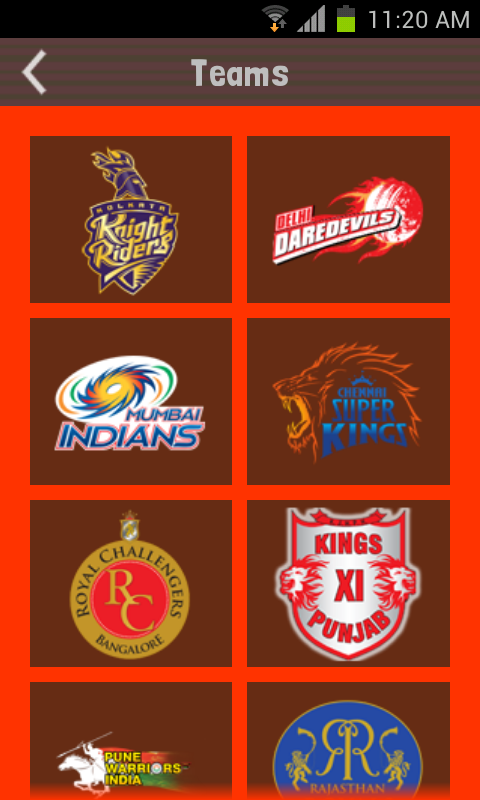 11:20 AM
Teams
KOLKATA
Knight
Riders
DELHI
DAREDEVILS
MUMBAI
INDIANS
CHENNAI
SUPER
KINGS
ROYAL CHALLENGERS
RC
BANGALORE
KINGS
XI
PUNJAB
PUNE
WARRIORS
INDIA
RR
RAJASTHAN